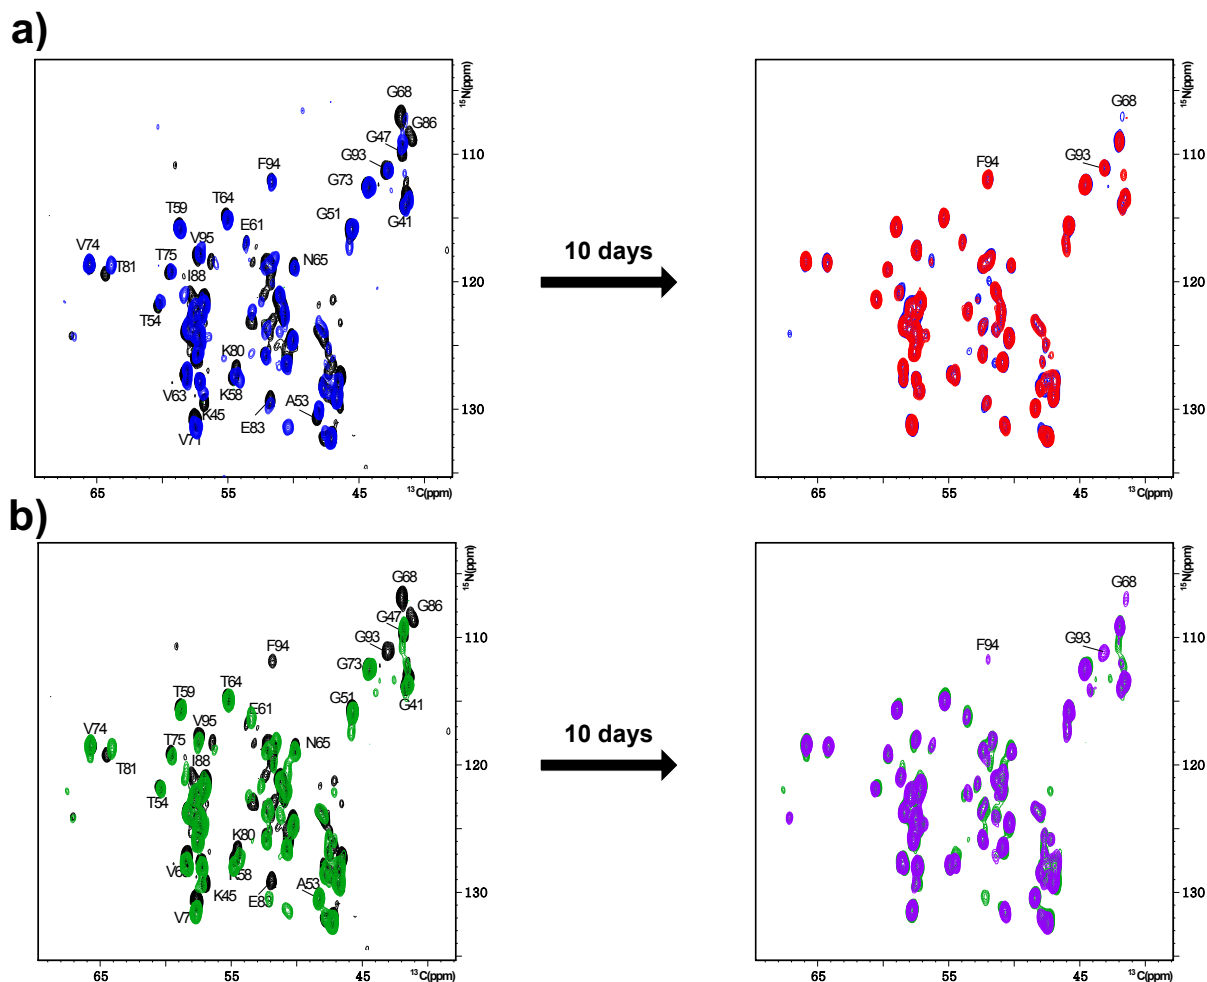 a)
G68
G86
G47
G93
F94
G73
T64
T59
G51
G41
E61
V95
V74
T75
T81
N65
I88
T54
K80
V63
K58
K45
A53
E83
V71
15N(ppm)
110
120
130
65
55
45
13C(ppm)
10 days
G68
G93
F94
15N(ppm)
110
120
130
65
55
45
13C(ppm)
b)
G68
G86
G47
G93
F94
G73
T64
T59
G51
G41
E61
V95
V74
T75
N65
T81
I88
T54
K80
V6
K58
K45
A53
E83
V7
15N(ppm)
110
120
130
65
55
45
13C(ppm)
10 days
G68
G93
F94
15N(ppm)
110
120
130
65
55
45
13C(ppm)